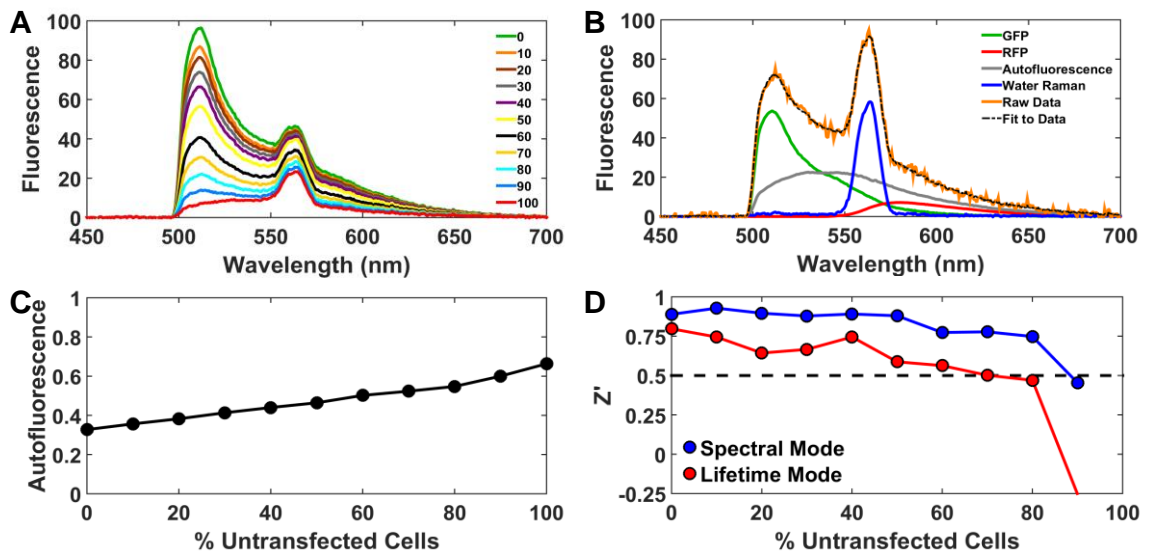 A
Fluorescence
100
80
60
40
20
0
450 500 550 600 650 700
Wavelength (nm)
0
10
20
30
40
50
60
70
80
90
100
B
Fluorescence
100
80
60
40
20
0
450 500 550 600 650 700
Wavelength (nm)
GFP
RFP
Autofluorescence
Water Raman
Raw Data
Fit to Data
C
Autofluorescence
1
0.8
0.6
0.4
0.2
0
0 20 40 60 80 100
% Untransfected Cells
D
Z'
1
0.75
0.5
0.25
0
-0.25
0 20 40 60 80 100
% Untransfected Cells
Spectral Mode
Lifetime Mode